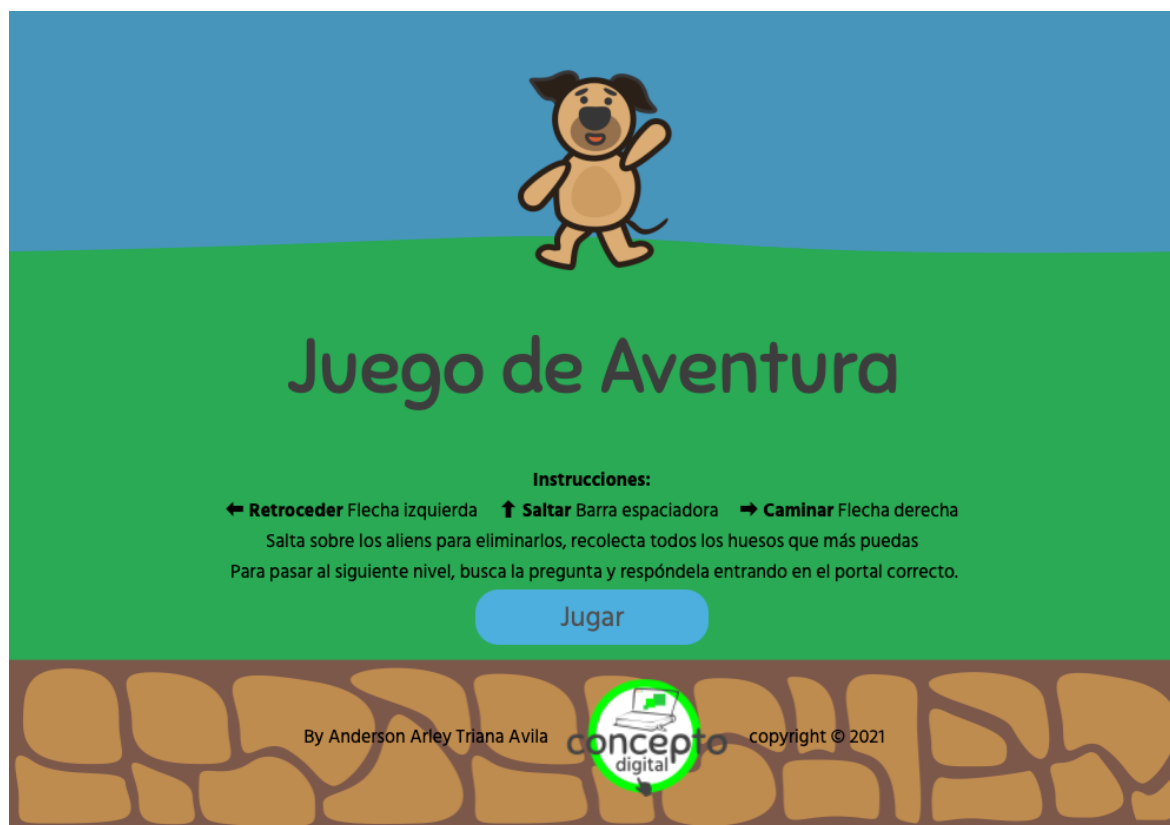 Juego de Aventura
Instrucciones:
Retroceder Flecha izquierda Saltar Barra espaciadora Caminar Flecha derecha
Salta sobre los aliens para eliminarlos, recolecta todos los huesos que más puedas
Para pasar al siguiente nivel, busca la pregunta y respóndela entrando en el portal correcto.
Jugar
By Anderson Arley Triana Avila
concepto
digital
copyright © 2021